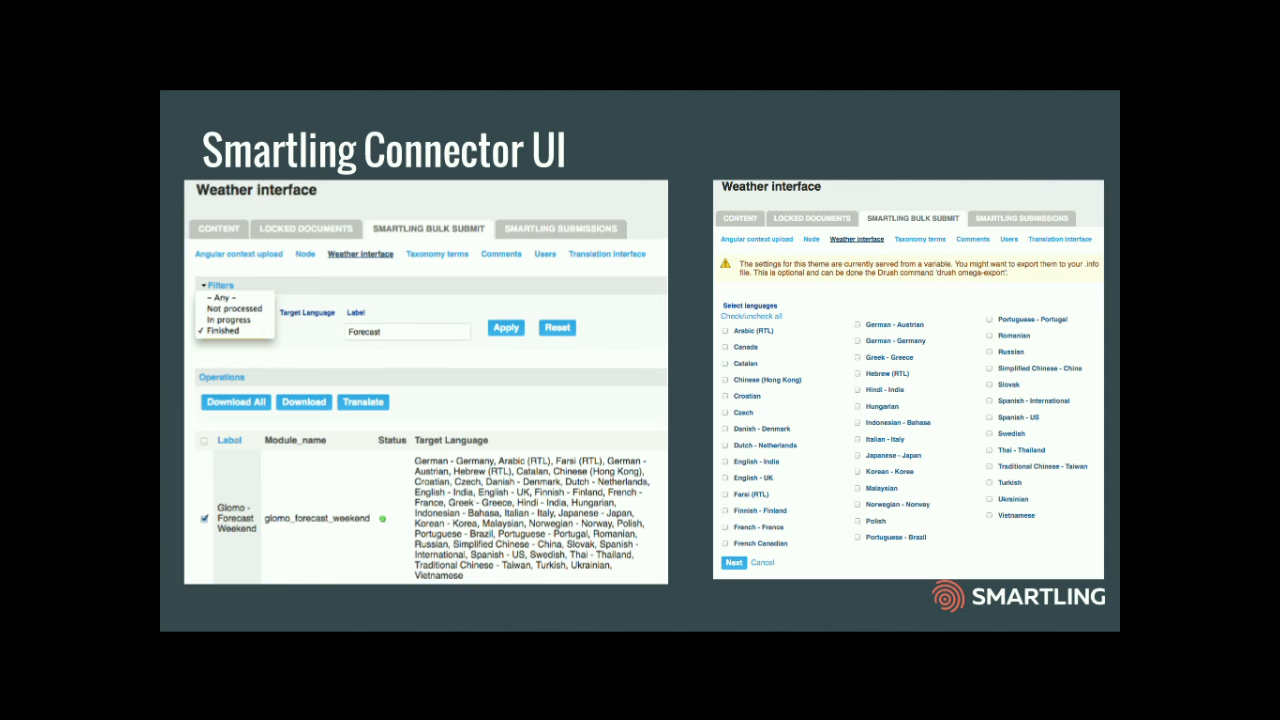 Smartling Connector UI
Weather interface
CONTENT LOCKED DOCUMENTS SMARTLING BULK SUBMIT SMARTLING SUBMISSIONS
Angular context upload Node Weather interface Taxonomy terms Comments Users Translation Interface
Filters
– Any –
Not processed
In progress
✓ Finished
Target Language Label
Forecast Apply Reset
Operations
Download All Download Translate
Label Module_name Status Target Language
Glomo -
Forecast
Weekend
glomo_forecast_weekend
German - Germany, Arabic (RTL), Farsi (RTL), German -
Austrian, Hebrew (RTL), Catalan, Chinese (Hong Kong),
Croatian, Czech, Danish - Denmark, Dutch - Netherlands,
English - India, English - UK, Finnish - Finland, French -
France, Greek - Greece, Hindi - India, Hungarian,
Indonesian - Bahasa, Italian - Italy, Japanese - Japan,
Korean - Korea, Malaysian, Norwegian - Norway, Polish,
Portuguese - Brazil, Portuguese - Portugal, Romanian,
Russian, Simplified Chinese - China, Slovak, Spanish -
International, Spanish - US, Swedish, Thai - Thailand,
Traditional Chinese - Taiwan, Turkish, Ukrainian,
Vietnamese
Weather interface
CONTENT LOCKED DOCUMENTS SMARTLING BULK SUBMIT SMARTLING SUBMISSIONS
Angular context upload Node Weather interface Taxonomy terms Comments Users Translation Interface
The settings for this theme are currently served from a variable. You might want to export them to your .info
file. This is optional and can be done the Drush command 'drush omega-export'.
Select languages
Check/uncheck all
Arabic (RTL)
Canada
Catalan
Chinese (Hong Kong)
Croatian
Czech
Danish - Denmark
Dutch - Netherlands
English - India
English - UK
Farsi (RTL)
Finnish - Finland
French - France
French Canadian
German - Austrian
German - Germany
Greek - Greece
Hebrew (RTL)
Hindi - India
Hungarian
Indonesian - Bahasa
Italian - Italy
Japanese - Japan
Korean - Korea
Malaysian
Norwegian - Norway
Polish
Portuguese - Brazil
Portuguese - Portugal
Romanian
Russian
Simplified Chinese - China
Slovak
Spanish - International
Spanish - US
Swedish
Thai - Thailand
Traditional Chinese - Taiwan
Turkish
Ukrainian
Vietnamese
Next Cancel
SMARTLING